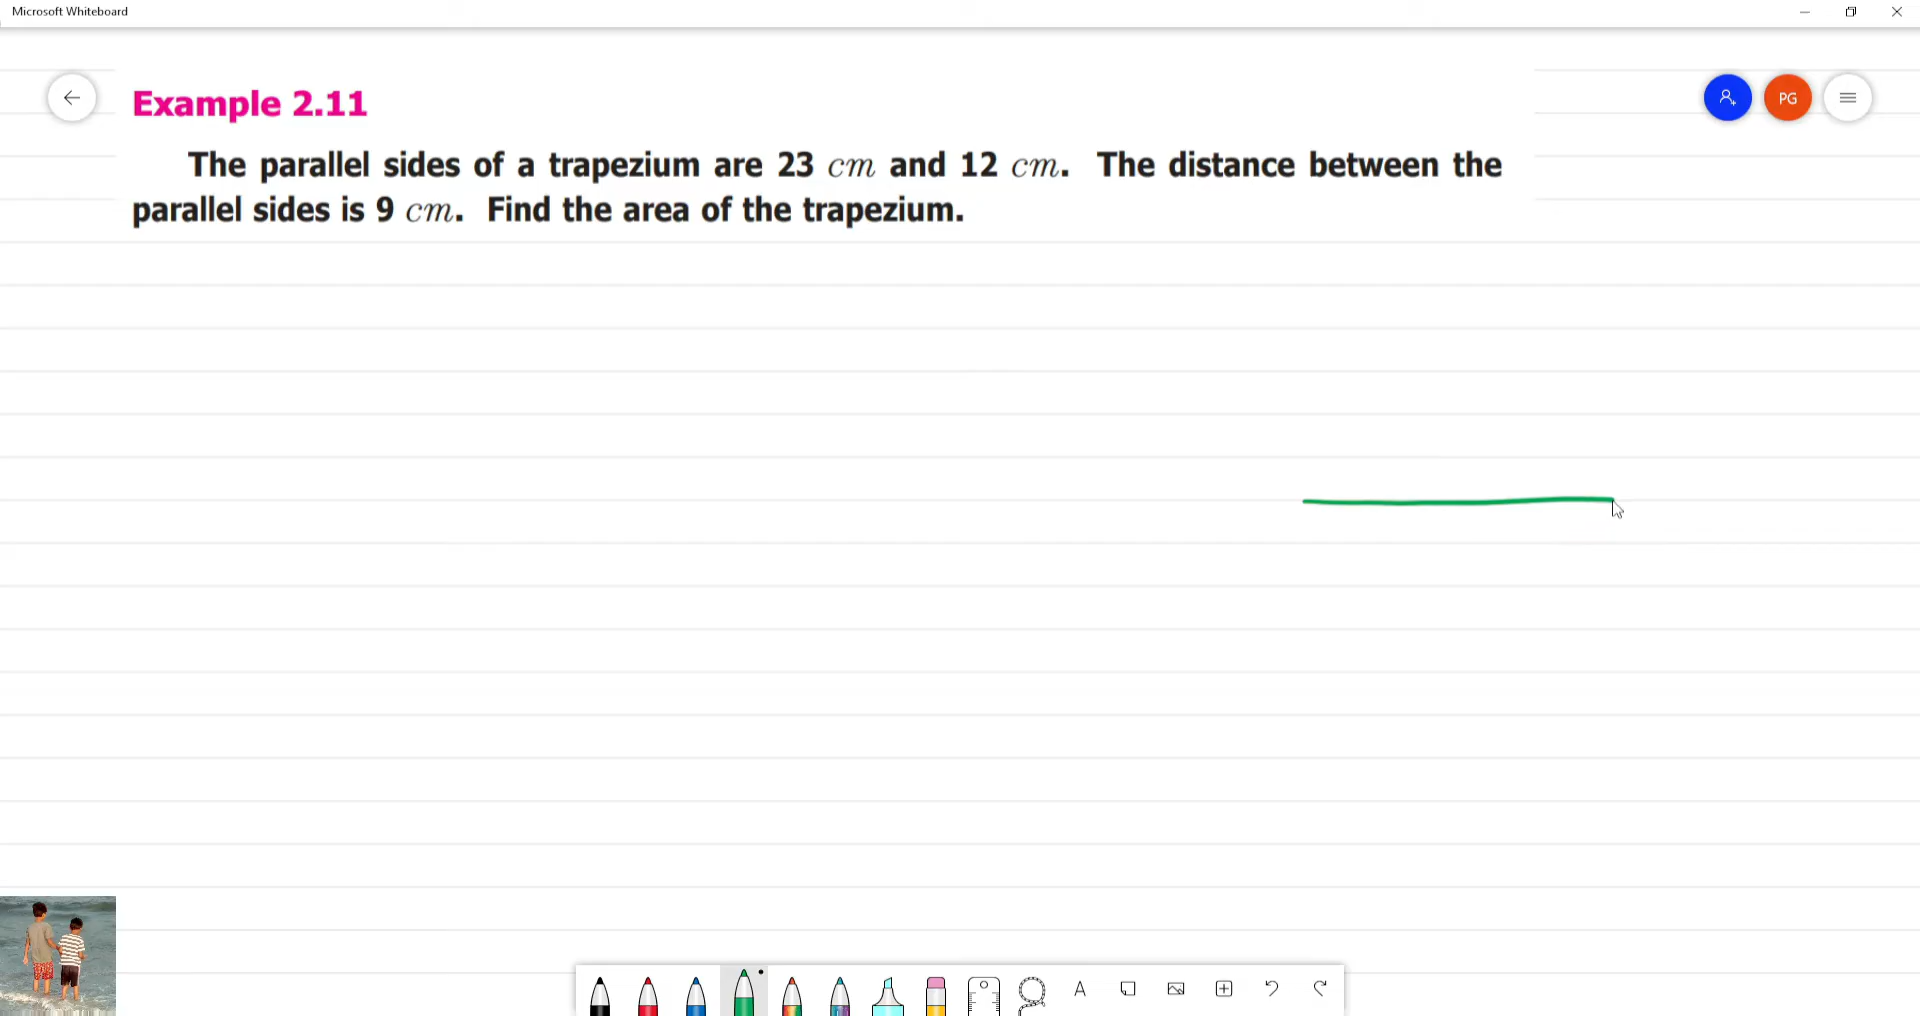 Microsoft Whiteboard
Example 2.11
PG
The parallel sides of a trapezium are 23 cm and 12 cm. The distance between the
parallel sides is 9 cm. Find the area of the trapezium.
A